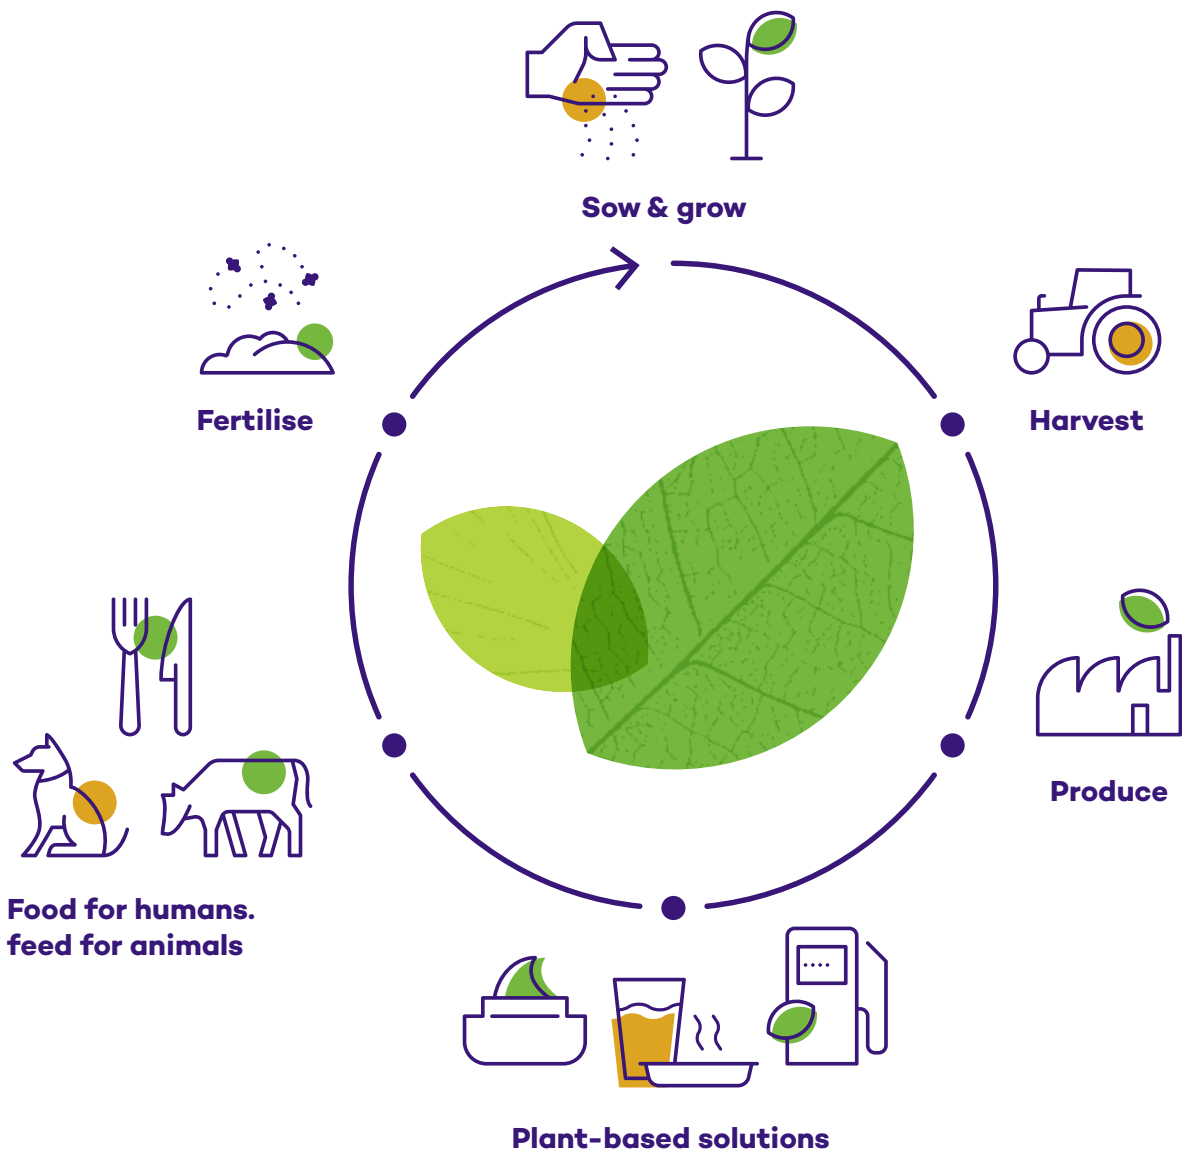 Sow & grow
Harvest
Produce
Plant-based solutions
Food for humans.
feed for animals
Fertilise